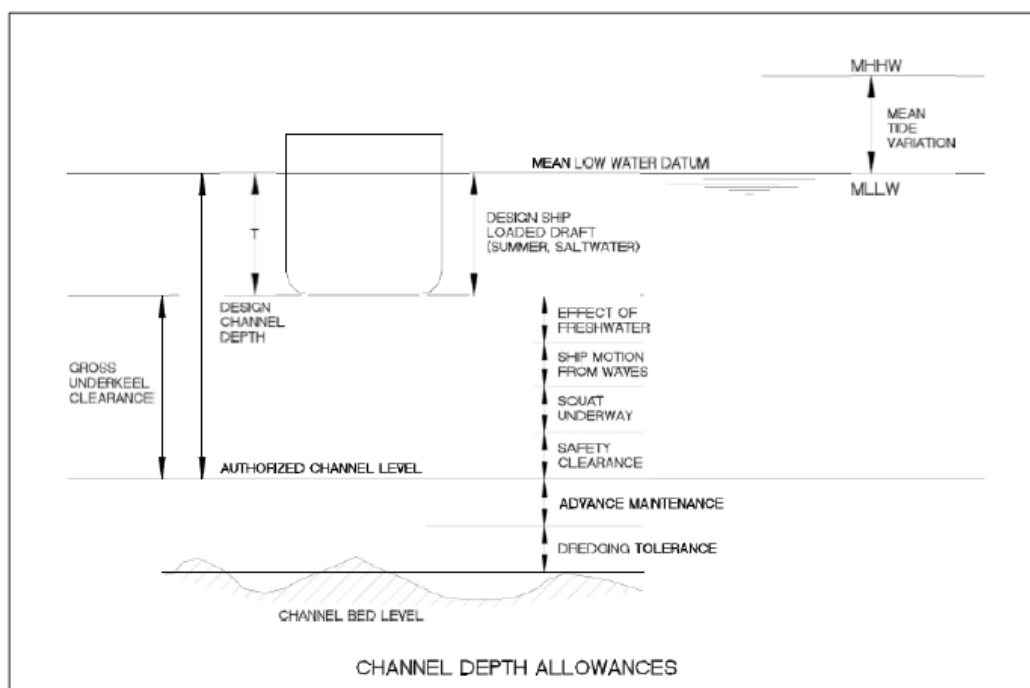 MHHW
MEAN
TIDE
VARIATION
MEAN LOW WATER DATUM
MLLW
T
DESIGN SHIP
LOADED DRAFT
(SUMMER, SALTWATER)
DESIGN
CHANNEL
DEPTH
EFFECT OF
FRESHWATER
GROSS
UNDERKEEL
CLEARANCE
SHIP MOTION
FROM WAVES
SQUAT
UNDERWAY
SAFETY
CLEARANCE
AUTHORIZED CHANNEL LEVEL
ADVANCE MAINTENANCE
DREDGING TOLERANCE
CHANNEL BED LEVEL
CHANNEL DEPTH ALLOWANCES